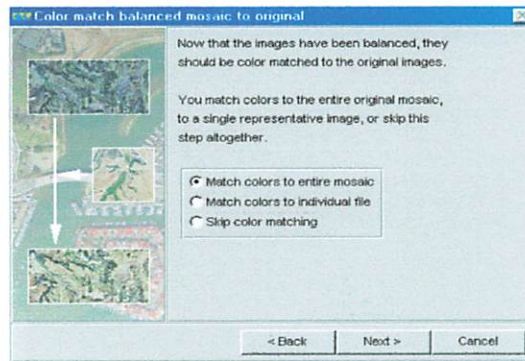 Color match balanced mosaic to original
Now that the images have been balanced, they
should be color matched to the original images.
You match colors to the entire original mosaic,
to a single representative image, or skip this
step altogether.
Match colors to entire mosaic
Match colors to individual file
Skip color matching
< Back
Next >
Cancel